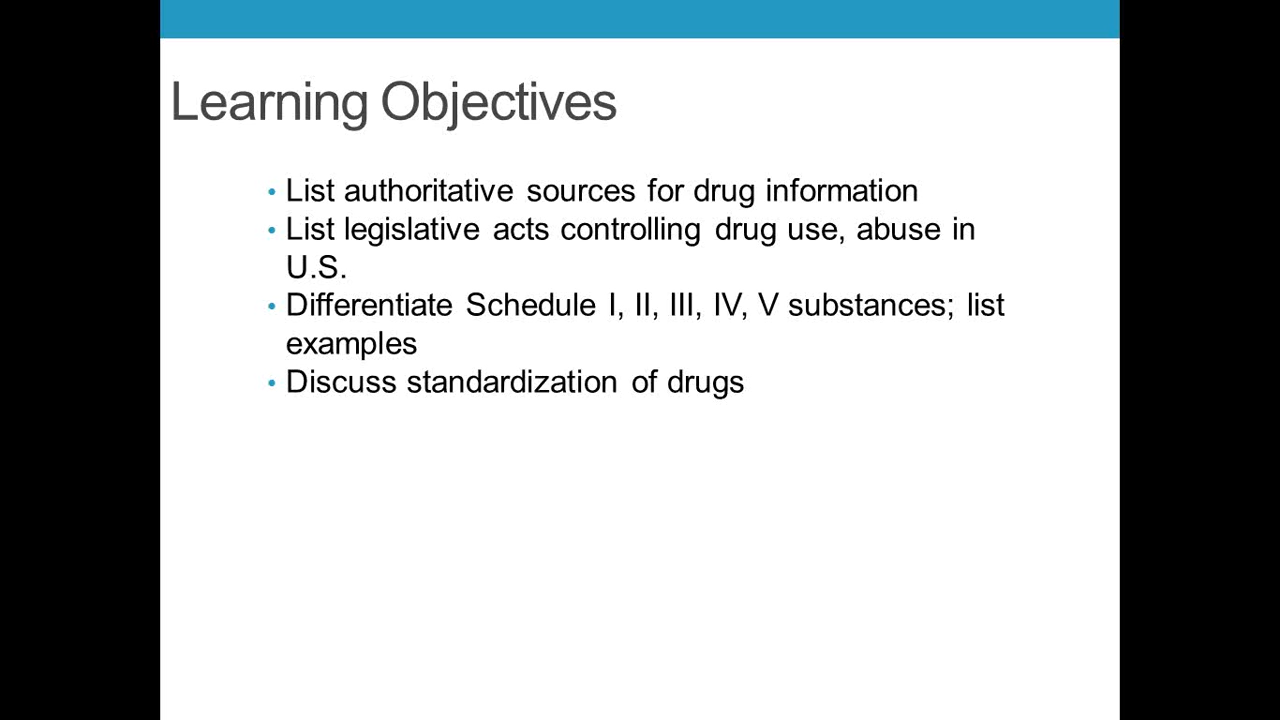 Learning Objectives
• List authoritative sources for drug information
• List legislative acts controlling drug use, abuse in
U.S.
• Differentiate Schedule I, II, III, IV, V substances; list
examples
• Discuss standardization of drugs